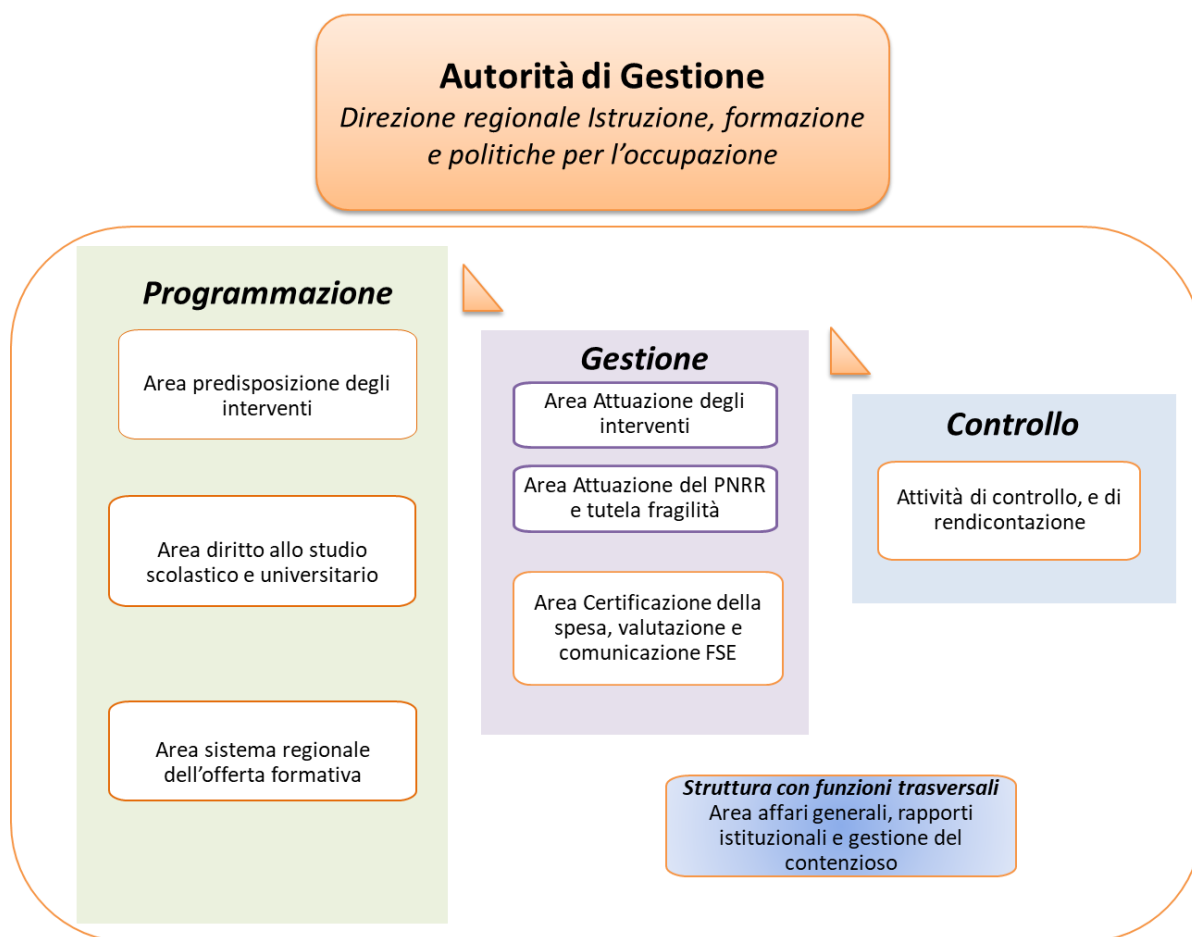 Autorità di Gestione
Direzione regionale Istruzione, formazione
e politiche per l'occupazione
Programmazione
Area predisposizione degli
interventi
Area diritto allo studio
scolastico e universitario
Area sistema regionale
dell'offerta formativa
Gestione
Area Attuazione degli
interventi
Area Attuazione del PNRR
e tutela fragilità
Area Certificazione della
spesa, valutazione e
comunicazione FSE
Controllo
Attività di controllo, e di
rendicontazione
Struttura con funzioni trasversali
Area affari generali, rapporti
istituzionali e gestione del
contenzioso